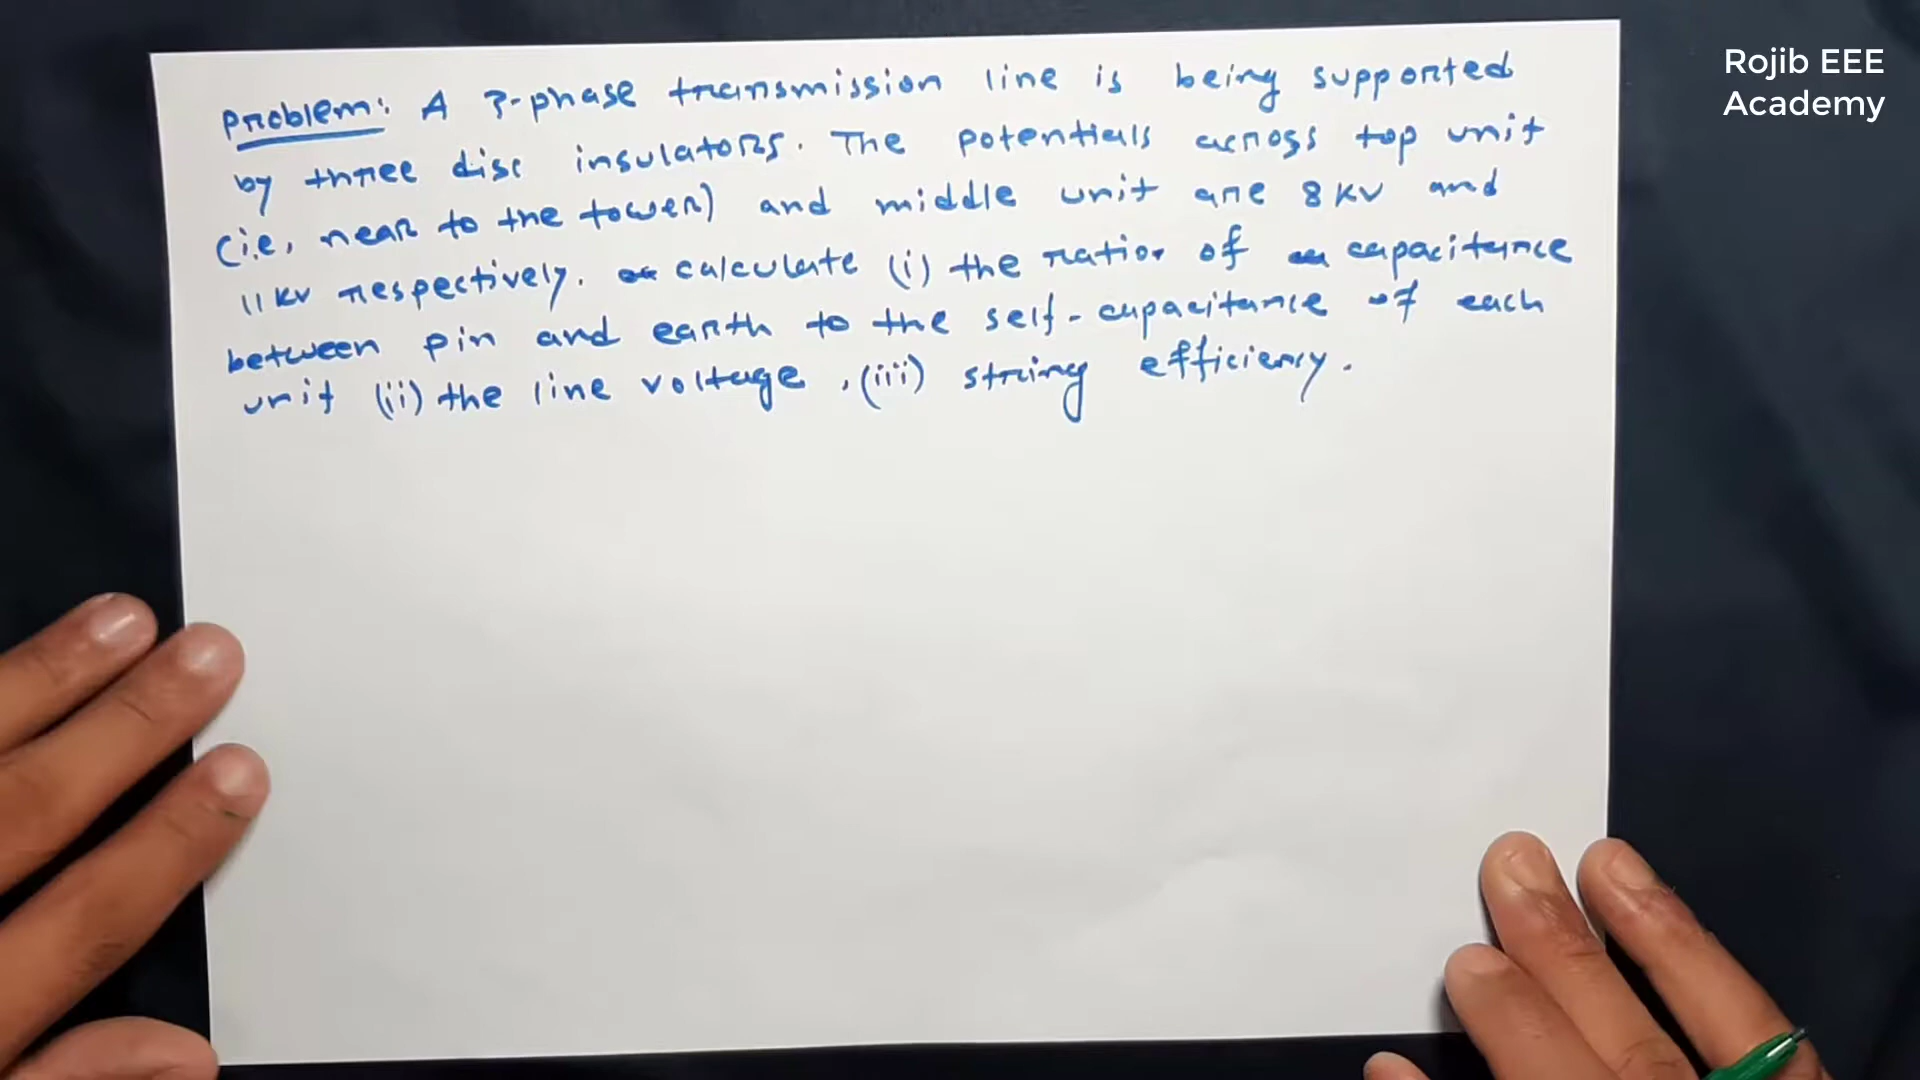 Problem: A 3-phase transmission line is being supported
by three disc insulators. The potentials across top unit
(i.e, near to the tower) and middle unit are 8 kV and
11 kV respectively. calculate (i) the ratio of capacitance
between pin and earth to the self-capacitance of each
unit (ii) the line voltage, (iii) string efficiency.
Rojib EEE
Academy